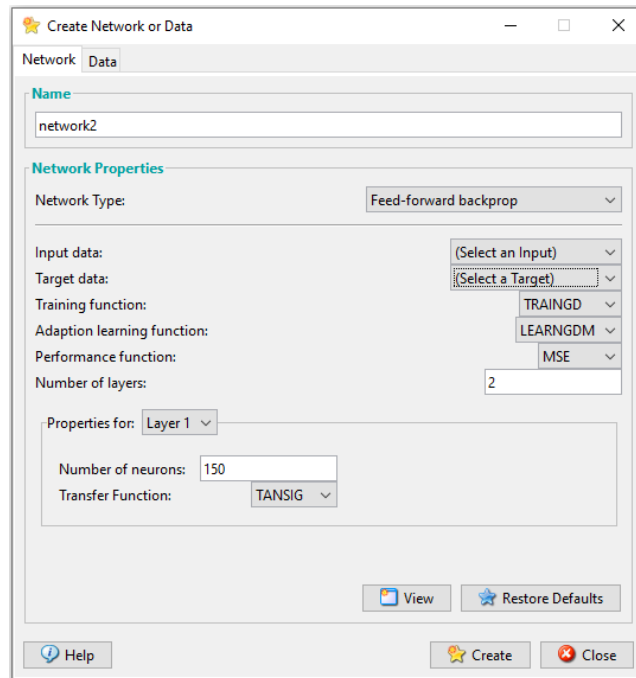 Create Network or Data
Network Data
Name
network2
Network Properties
Network Type: Feed-forward backprop
Input data: (Select an Input)
Target data: (Select a Target)
Training function: TRAINGD
Adaption learning function: LEARNGDM
Performance function: MSE
Number of layers: 2
Properties for: Layer 1
Number of neurons: 150
Transfer Function: TANSIG
View Restore Defaults
Help Create Close